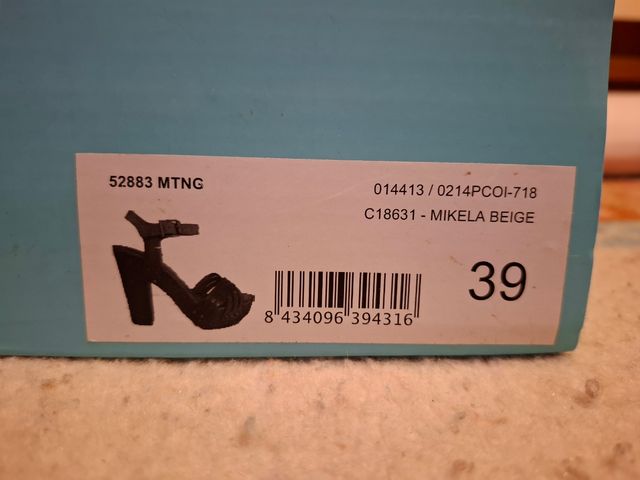 52883 MTNG
014413 / 0214PCOI-718
C18631 - MIKELA BEIGE
39
8 434096 394316